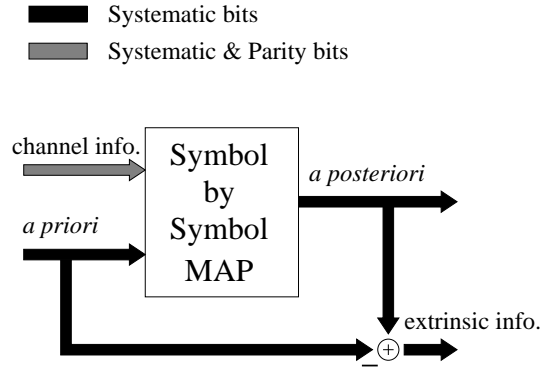 Systematic bits
Systematic & Parity bits
channel info.
a priori
Symbol
by
Symbol
MAP
a posteriori
extrinsic info.
+
−